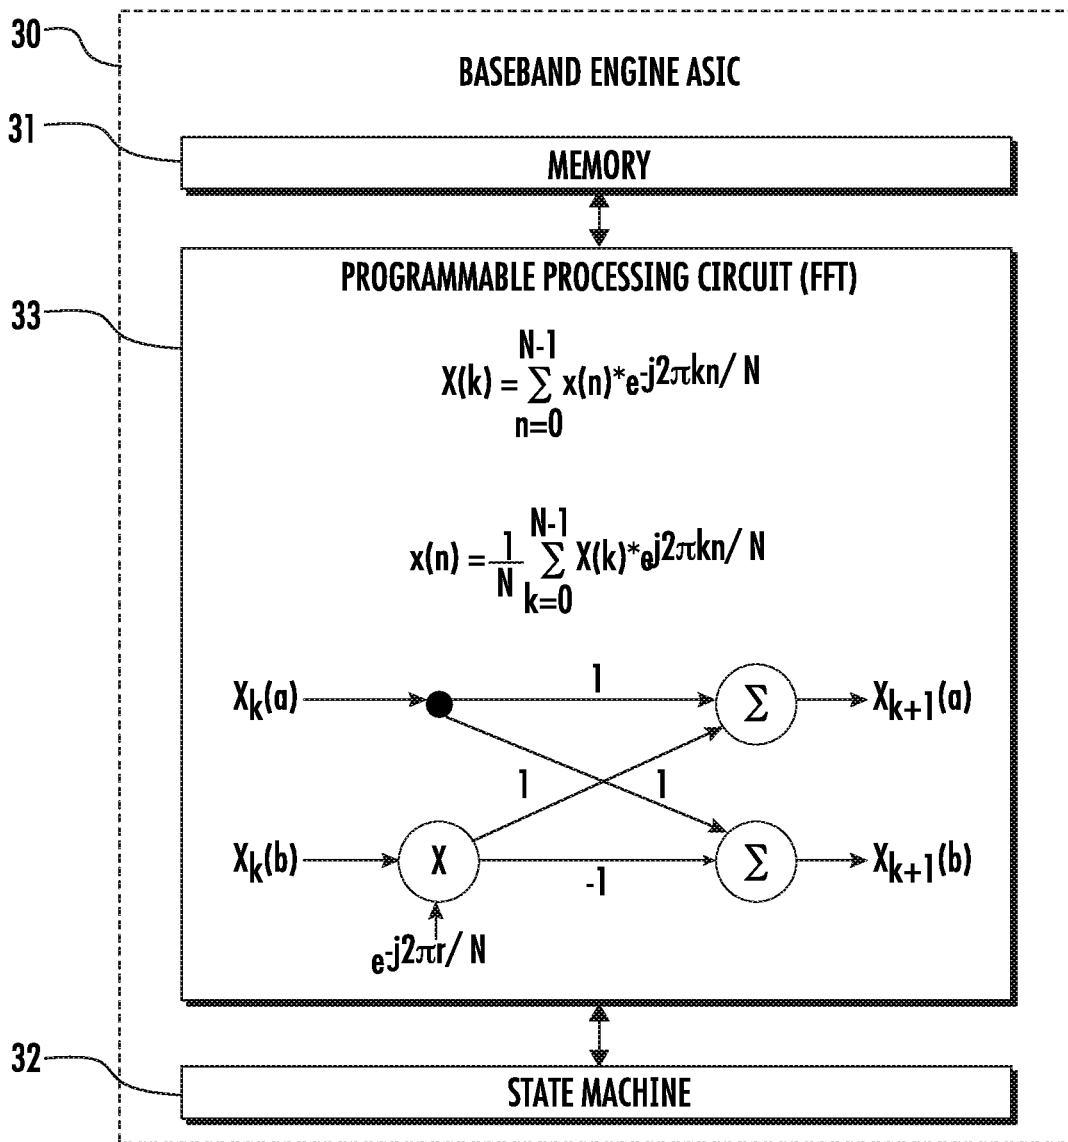 30
BASEBAND ENGINE ASIC
31
MEMORY
PROGRAMMABLE PROCESSING CIRCUIT (FFT)
33
N-1
X(k) = ∑ x(n)*e-j2πkn/ N
n=0
N-1
x(n) = 1/N ∑ X(k)*ej2πkn/ N
k=0
Xk(a)
1
∑
Xk+1(a)
1
1
Xk(b)
X
-1
∑
Xk+1(b)
e-j2πr/ N
32
STATE MACHINE